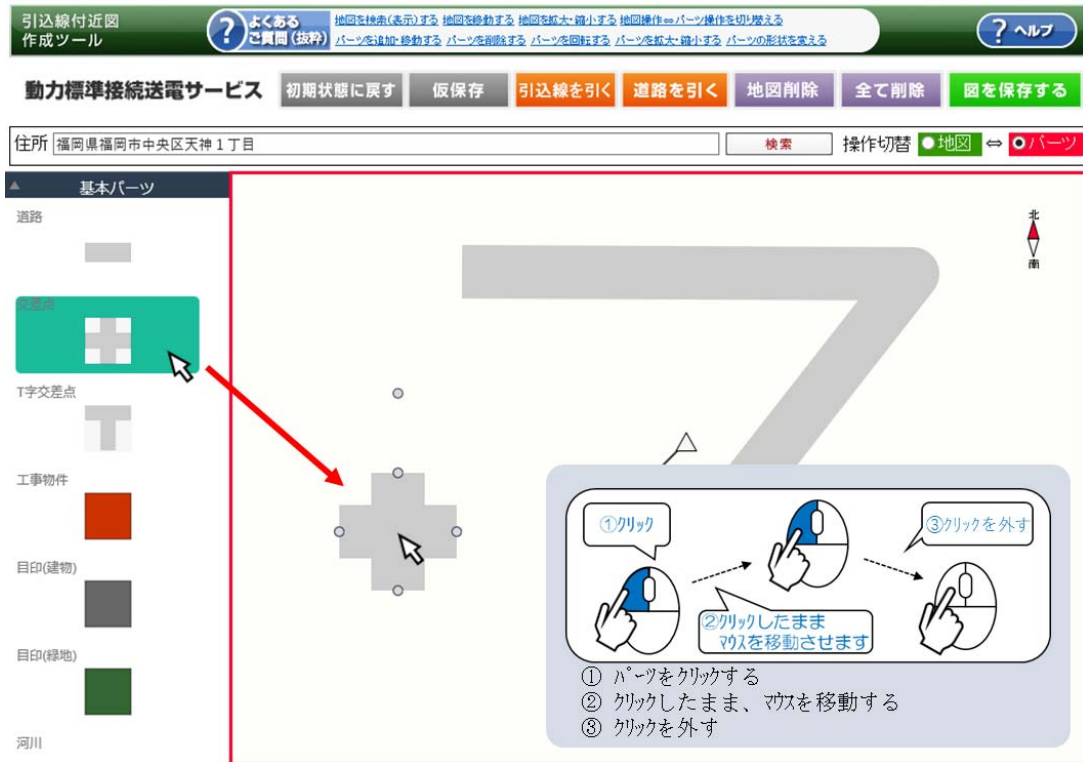 引込線付近図
作成ツール
? よくある
ご質問(抜粋)
地図を検索(表示)する 地図を移動する 地図を拡大・縮小する 地図操作⇔パーツ操作を切り替える
パーツを追加・移動する パーツを削除する パーツを回転する パーツを拡大・縮小する パーツの形状を変える
? ヘルプ
動力標準接続送電サービス 初期状態に戻す 仮保存 引込線を引く 道路を引く 地図削除 全て削除 図を保存する
住所 福岡県福岡市中央区天神1丁目 検索 操作切替 地図 ⇔ パーツ
基本パーツ
道路
交差点
T字交差点
工事物件
目印(建物)
目印(緑地)
河川
北
南
①クリック
②クリックしたまま
マウスを移動させます
③クリックを外す
① パーツをクリックする
② クリックしたまま、マウスを移動する
③ クリックを外す